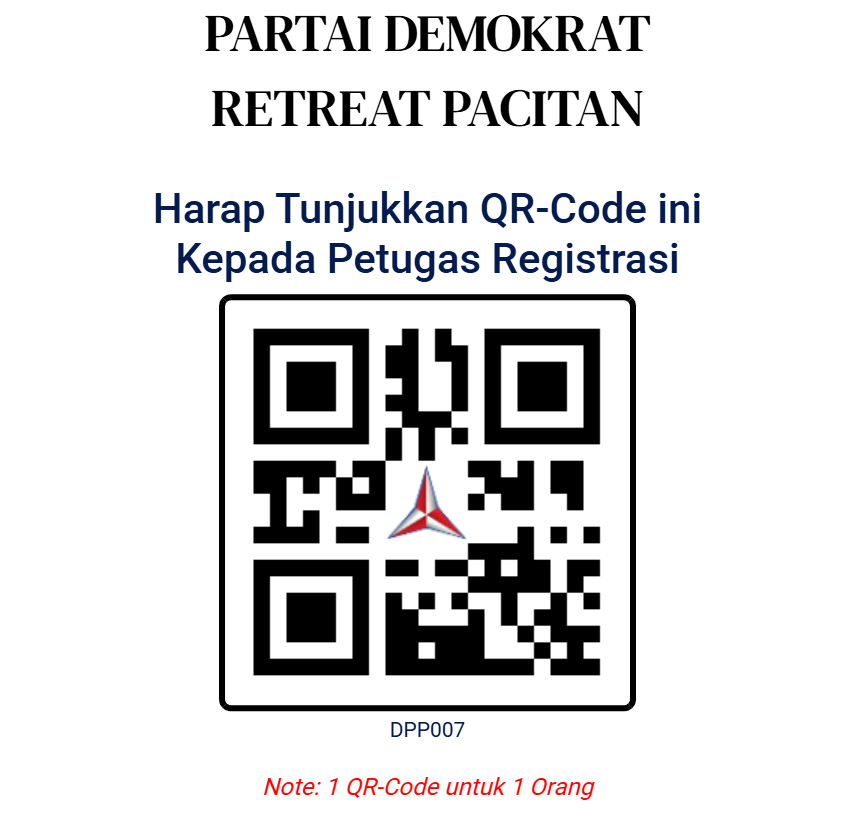 PARTAI DEMOKRAT
RETREAT PACITAN
Harap Tunjukkan QR-Code ini
Kepada Petugas Registrasi
DPP007
Note: 1 QR-Code untuk 1 Orang